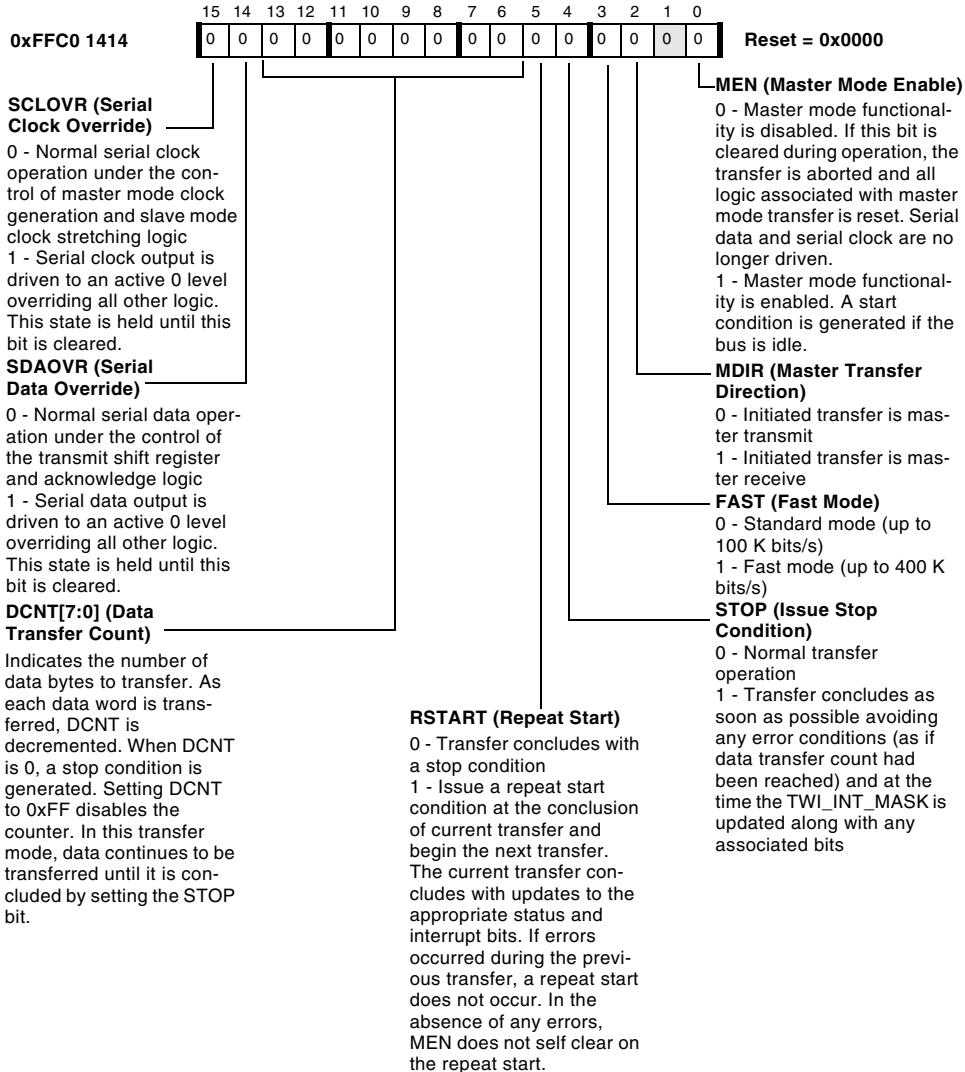 15 14 13 12 11 10 9 8 7 6 5 4 3 2 1 0
0xFFC0 1414
0 0 0 0 0 0 0 0 0 0 0 0 0 0 0 0
Reset = 0x0000
SCLOVR (Serial
Clock Override)
0 - Normal serial clock
operation under the con-
trol of master mode clock
generation and slave mode
clock stretching logic
1 - Serial clock output is
driven to an active 0 level
overriding all other logic.
This state is held until this
bit is cleared.
SDAOVR (Serial
Data Override)
0 - Normal serial data oper-
ation under the control of
the transmit shift register
and acknowledge logic
1 - Serial data output is
driven to an active 0 level
overriding all other logic.
This state is held until this
bit is cleared.
DCNT[7:0] (Data
Transfer Count)
Indicates the number of
data bytes to transfer. As
each data word is trans-
ferred, DCNT is
decremented. When DCNT
is 0, a stop condition is
generated. Setting DCNT
to 0xFF disables the
counter. In this transfer
mode, data continues to be
transferred until it is con-
cluded by setting the STOP
bit.
RSTART (Repeat Start)
0 - Transfer concludes with
a stop condition
1 - Issue a repeat start
condition at the conclusion
of current transfer and
begin the next transfer.
The current transfer con-
cludes with updates to the
appropriate status and
interrupt bits. If errors
occurred during the previ-
ous transfer, a repeat start
does not occur. In the
absence of any errors,
MEN does not self clear on
the repeat start.
MEN (Master Mode Enable)
0 - Master mode functional-
ity is disabled. If this bit is
cleared during operation, the
transfer is aborted and all
logic associated with master
mode transfer is reset. Serial
data and serial clock are no
longer driven.
1 - Master mode functional-
ity is enabled. A start
condition is generated if the
bus is idle.
MDIR (Master Transfer
Direction)
0 - Initiated transfer is mas-
ter transmit
1 - Initiated transfer is mas-
ter receive
FAST (Fast Mode)
0 - Standard mode (up to
100 K bits/s)
1 - Fast mode (up to 400 K
bits/s)
STOP (Issue Stop
Condition)
0 - Normal transfer
operation
1 - Transfer concludes as
soon as possible avoiding
any error conditions (as if
data transfer count had
been reached) and at the
time the TWI_INT_MASK is
updated along with any
associated bits